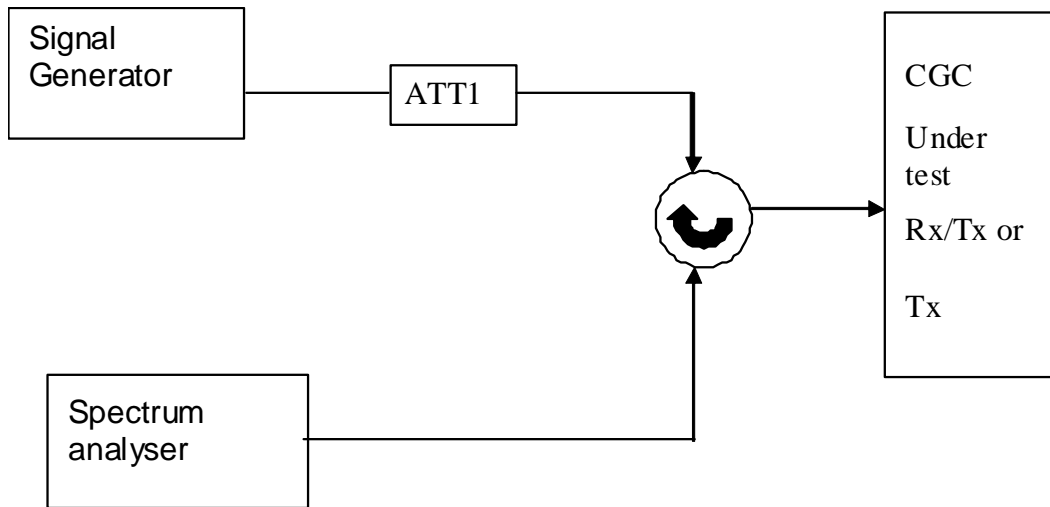 Signal
Generator
ATT1
CGC
Under
test
Rx/Tx or
Tx
Spectrum
analyser